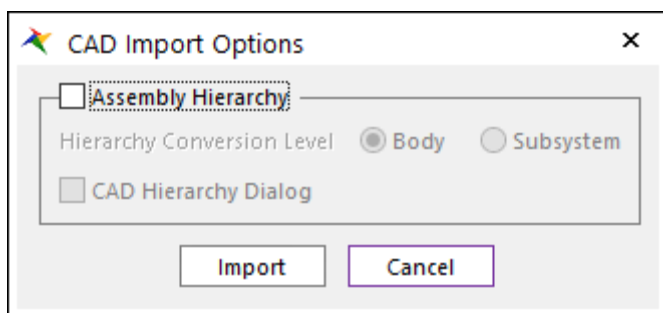 CAD Import Options
Assembly Hierarchy
Hierarchy Conversion Level Body Subsystem
CAD Hierarchy Dialog
Import Cancel